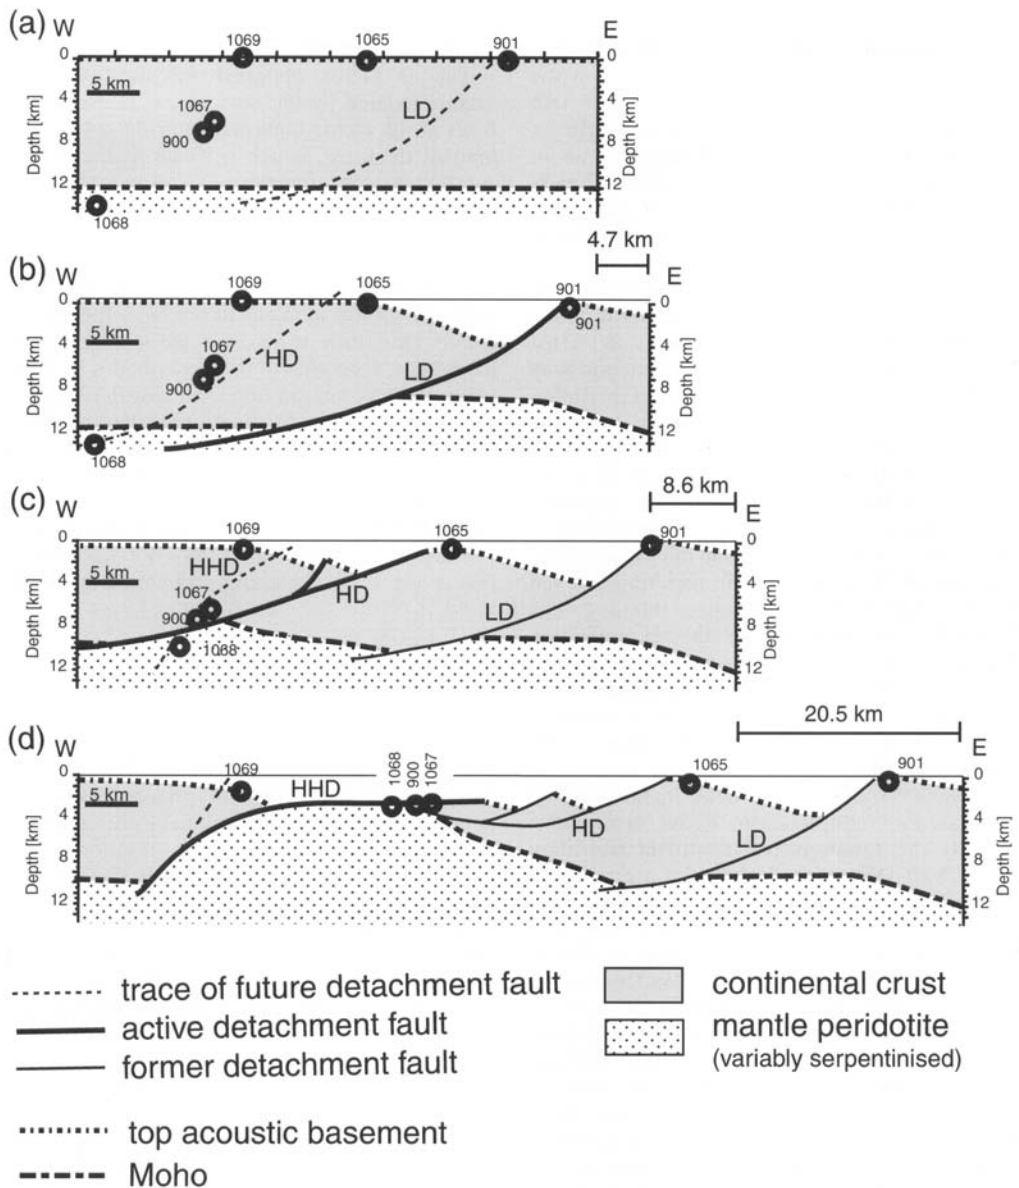 (a) W E
1069 1065 901
0 0
5 km
4 4
LD
1067
8 900 8
Depth [km] Depth [km]
12 12
1068
4.7 km
(b) W E
1069 1065 901
0 0
901
5 km
4 4
1067 HD
LD
8 900 8
Depth [km] Depth [km]
12 12
1068
8.6 km
(c) W E
1069 1065 901
0 0
HHD
5 km
4 4
HD
1067
900 LD
8 8
Depth [km] Depth [km]
1068
12 12
20.5 km
(d) W E
1069 1068 900 1067 1065 901
0 0
HHD
5 km
4 4
HD
LD
8 8
Depth [km] Depth [km]
12 12
trace of future detachment fault
active detachment fault
former detachment fault
top acoustic basement
Moho
continental crust
mantle peridotite
(variably serpentinised)